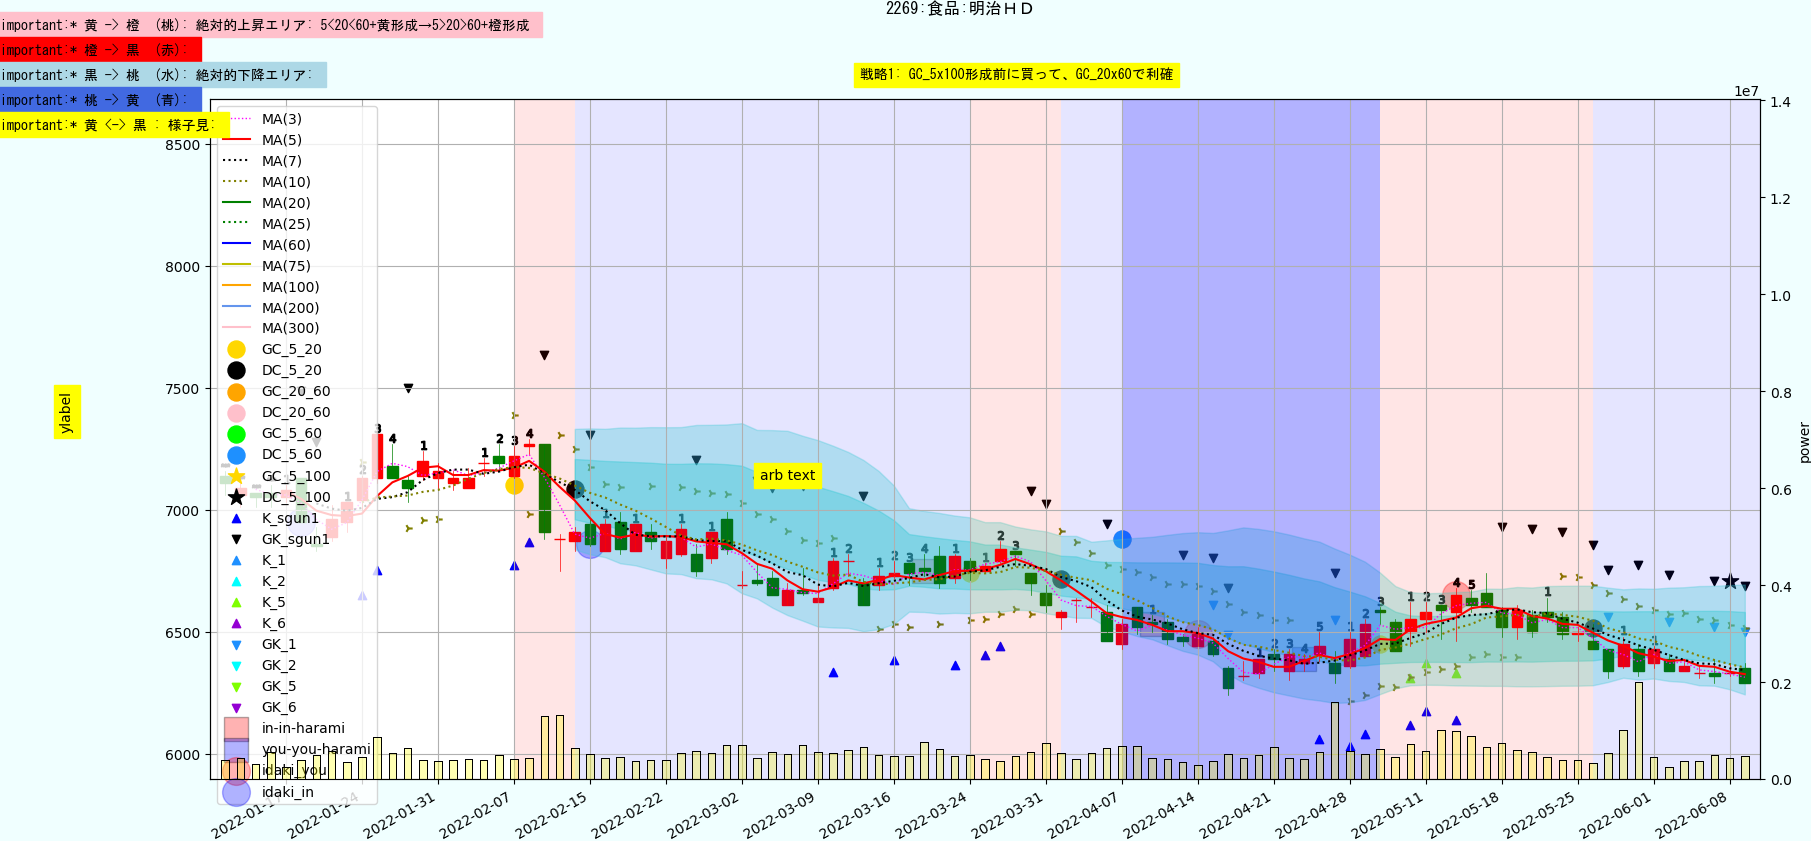 2269:食品:明治ＨＤ
important:* 黄 -> 橙 （桃）: 絶対的上昇エリア: 5<20<60+黄形成→5>20>60+橙形成
important:* 橙 -> 黒 （赤）:
important:* 黒 -> 桃 （水）: 絶対的下降エリア:
important:* 桃 -> 黄 （青）:
important:* 黄 <-> 黒 : 様子見:
戦略1: GC_5x100形成前に買って、GC_20x60で利確
1e7
MA(3)
MA(5)
MA(7)
MA(10)
MA(20)
MA(25)
MA(60)
MA(75)
MA(100)
MA(200)
MA(300)
GC_5_20
DC_5_20
GC_20_60
DC_20_60
GC_5_60
DC_5_60
GC_5_100
DC_5_100
K_sgun1
GK_sgun1
K_1
K_2
K_5
K_6
GK_1
GK_2
GK_5
GK_6
in-in-harami
you-you-harami
idaki_you
idaki_in
8500
8000
7500
7000
6500
6000
ylabel
arb text
1.4
1.2
1.0
0.8
0.6
0.4
0.2
0.0
power
2022-01-17
2022-01-24
2022-01-31
2022-02-07
2022-02-15
2022-02-22
2022-03-02
2022-03-09
2022-03-16
2022-03-24
2022-03-31
2022-04-07
2022-04-14
2022-04-21
2022-04-28
2022-05-11
2022-05-18
2022-05-25
2022-06-01
2022-06-08